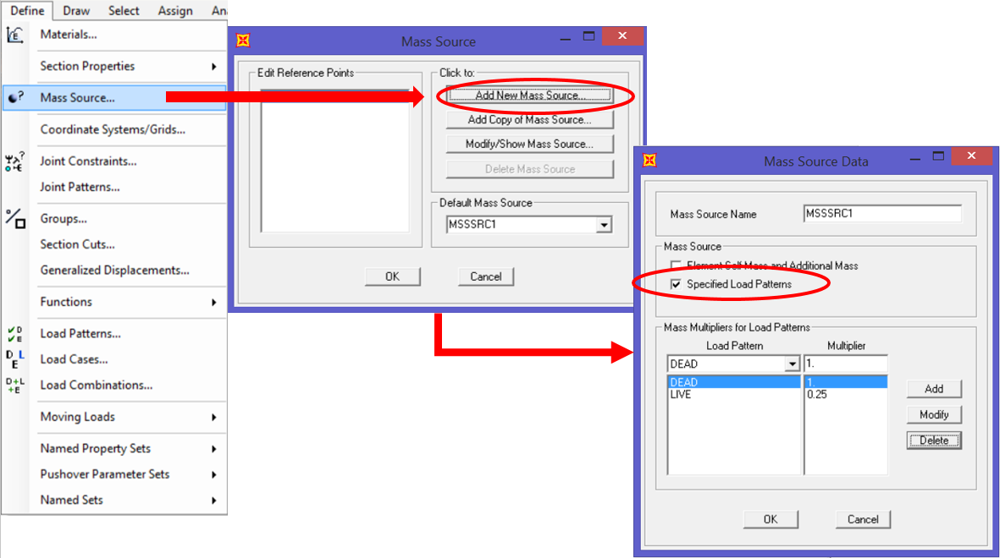 Define Draw Select Assign An
Materials...
Section Properties
Mass Source...
Coordinate Systems/Grids...
Joint Constraints...
Joint Patterns...
Groups...
Section Cuts...
Generalized Displacements...
Functions
Load Patterns...
Load Cases...
Load Combinations...
Moving Loads
Named Property Sets
Pushover Parameter Sets
Named Sets
Mass Source
Edit Reference Points
Click to:
Add New Mass Source...
Add Copy of Mass Source...
Modify/Show Mass Source...
Delete Mass Source
Default Mass Source
MSSSRC1
OK Cancel
Mass Source Data
Mass Source Name MSSSRC1
Mass Source
Element Self Mass and Additional Mass
Specified Load Patterns
Mass Multipliers for Load Patterns
Load Pattern Multiplier
DEAD 1.
DEAD 1.
LIVE 0.25
Add
Modify
Delete
OK Cancel